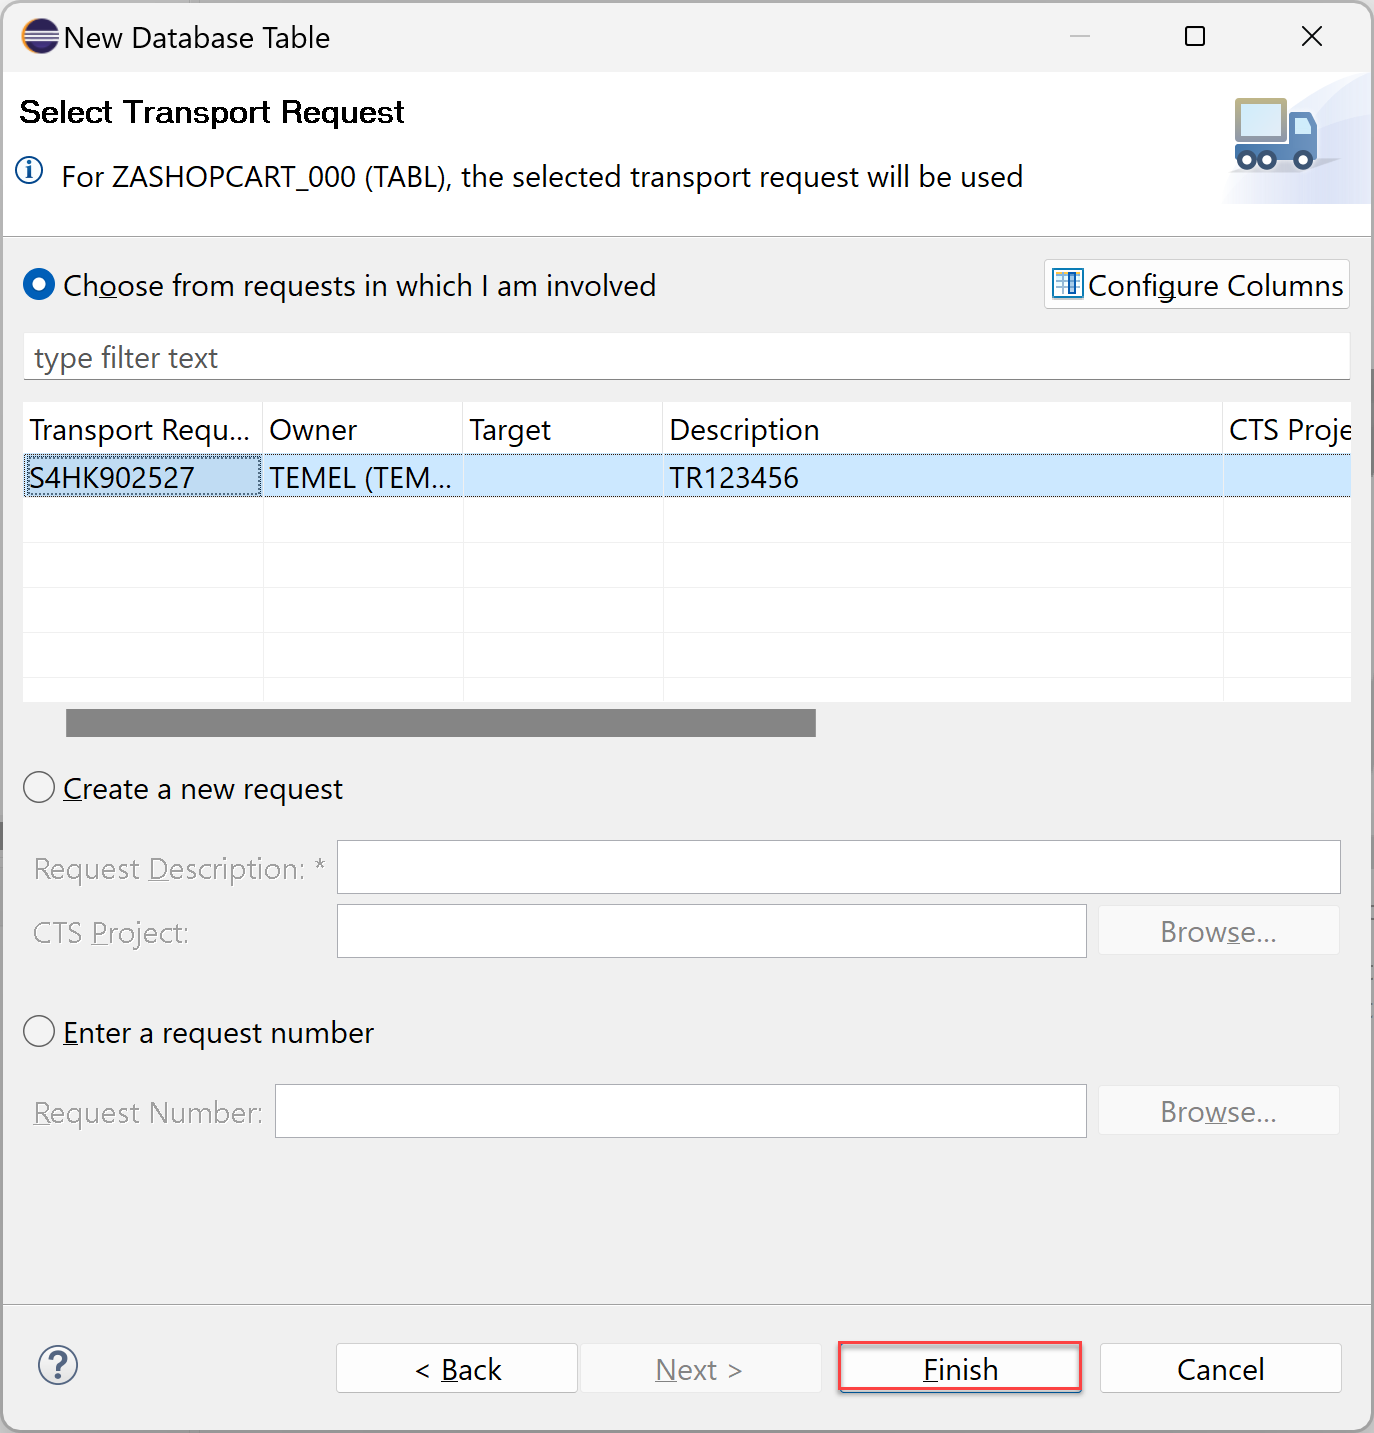 New Database Table
Select Transport Request
For ZASHOPCART_000 (TABL), the selected transport request will be used
Choose from requests in which I am involved
Configure Columns
type filter text
Transport Requ... Owner Target Description CTS Proje
S4HK902527 TEMEL (TEM... TR123456
Create a new request
Request Description: *
CTS Project:
Browse...
Enter a request number
Request Number:
Browse...
?
< Back Next > Finish Cancel